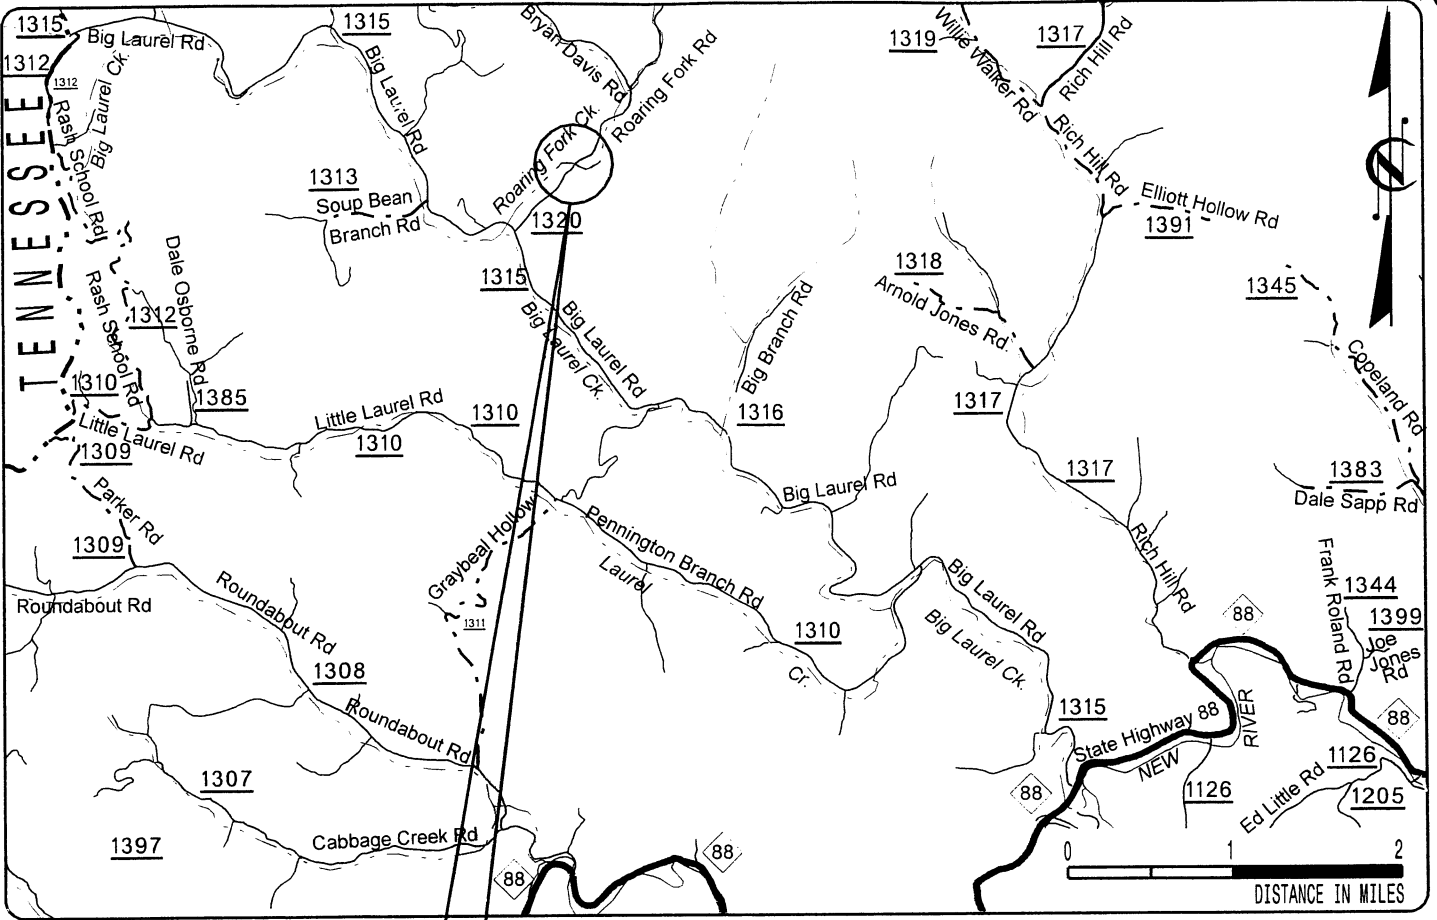 1315
Big Laurel Rd
1315
Bryan Davis Rd
Roaring Fork Rd
1319
Willie Walker Rd
1317
Rich Hill Rd
1312
1312
Rash School Rd
Big Laurel Ck.
Big Laurel Rd
Roaring Fork Ck.
Rich Hill Rd
TENNESSEE
1313
Soup Bean
Branch Rd
1320
Elliott Hollow Rd
1391
Dale Osborne Rd
1315
1318
Arnold Jones Rd.
1345
Rash School Rd
1312
Big Laurel Ck.
Big Laurel Rd
Big Branch Rd
Copeland Rd
1310
1385
Little Laurel Rd
1310
1310
1316
1317
Little Laurel Rd
1309
1317
1383
Dale Sapp Rd
Parker Rd
Big Laurel Rd
1309
Graybeal Hollow
Pennington Branch Rd
Laurel
Rich Hill Rd
Frank Roland Rd
1344
1399
Joe
Jones
Rd
Roundabout Rd
Roundabout Rd
1311
1310
Cr.
Big Laurel Rd
Big Laurel Ck.
88
1308
Roundabout Rd
1315
State Highway 88
RIVER
NEW
88
1307
88
1126
Ed Little Rd
1126
1205
Cabbage Creek Rd
1397
88
88
0
1
2
DISTANCE IN MILES
N